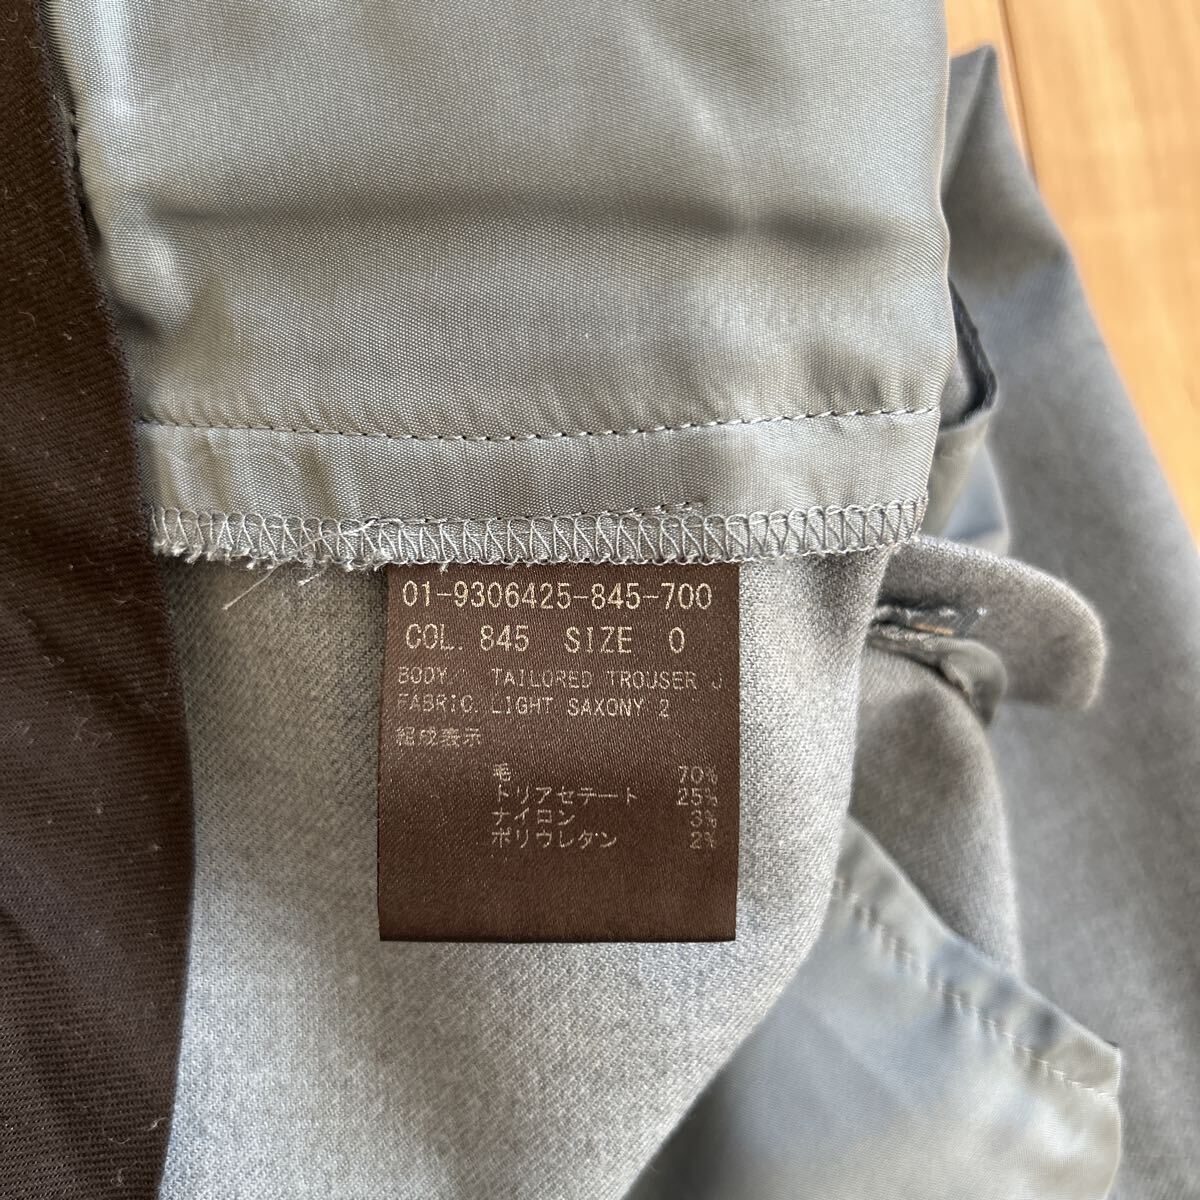 01-9306425-845-700
COL. 845 SIZE 0
BODY. TAILORED TROUSER J
FABRIC. LIGHT SAXONY 2
組成表示
毛 70%
トリアセテート 25%
ナイロン 3%
ポリウレタン 2%